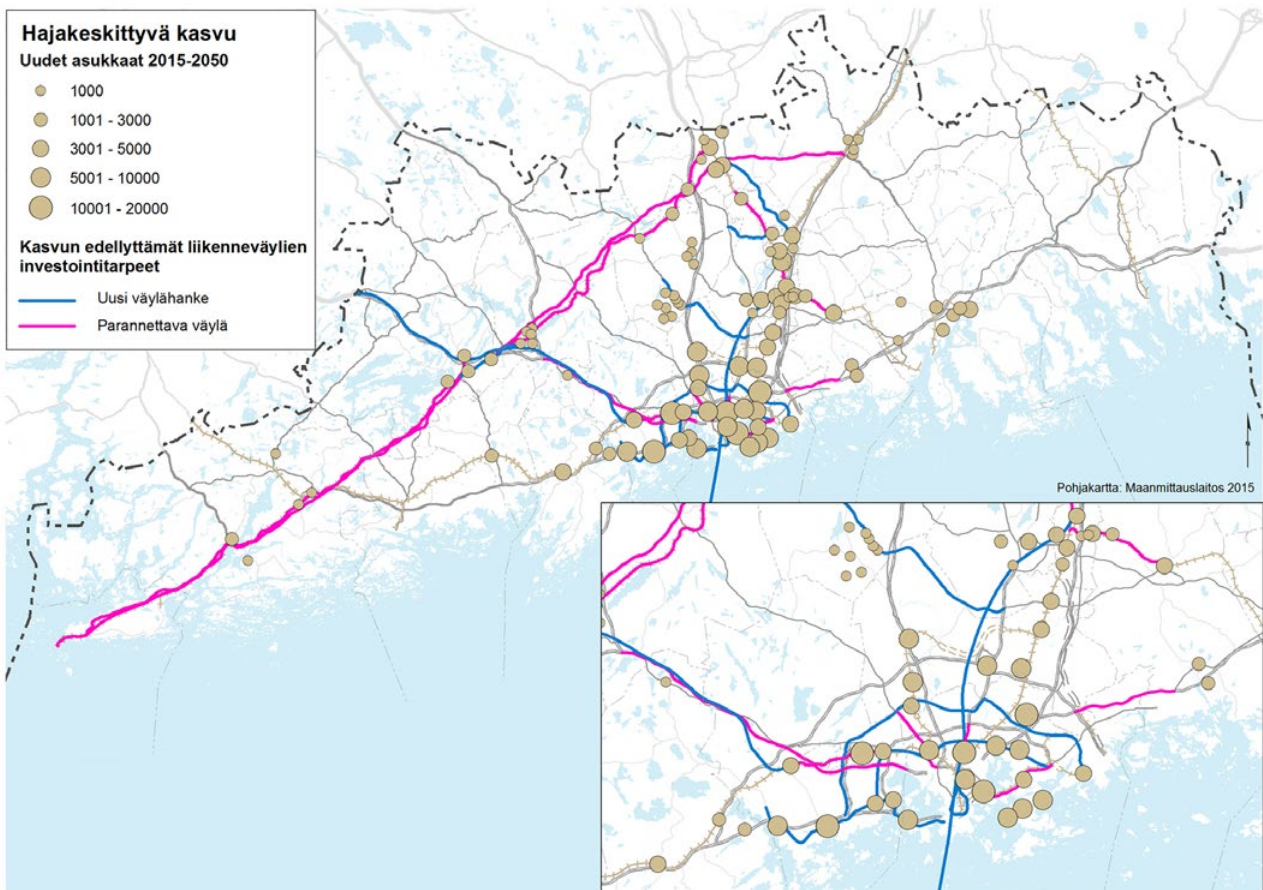 Hajakeskittyvä kasvu
Uudet asukkaat 2015-2050
1000
1001 - 3000
3001 - 5000
5001 - 10000
10001 - 20000
Kasvun edellyttämät liikenneväylien
investointitarpeet
Uusi väylähanke
Parannettava väylä
Pohjakartta: Maanmittauslaitos 2015